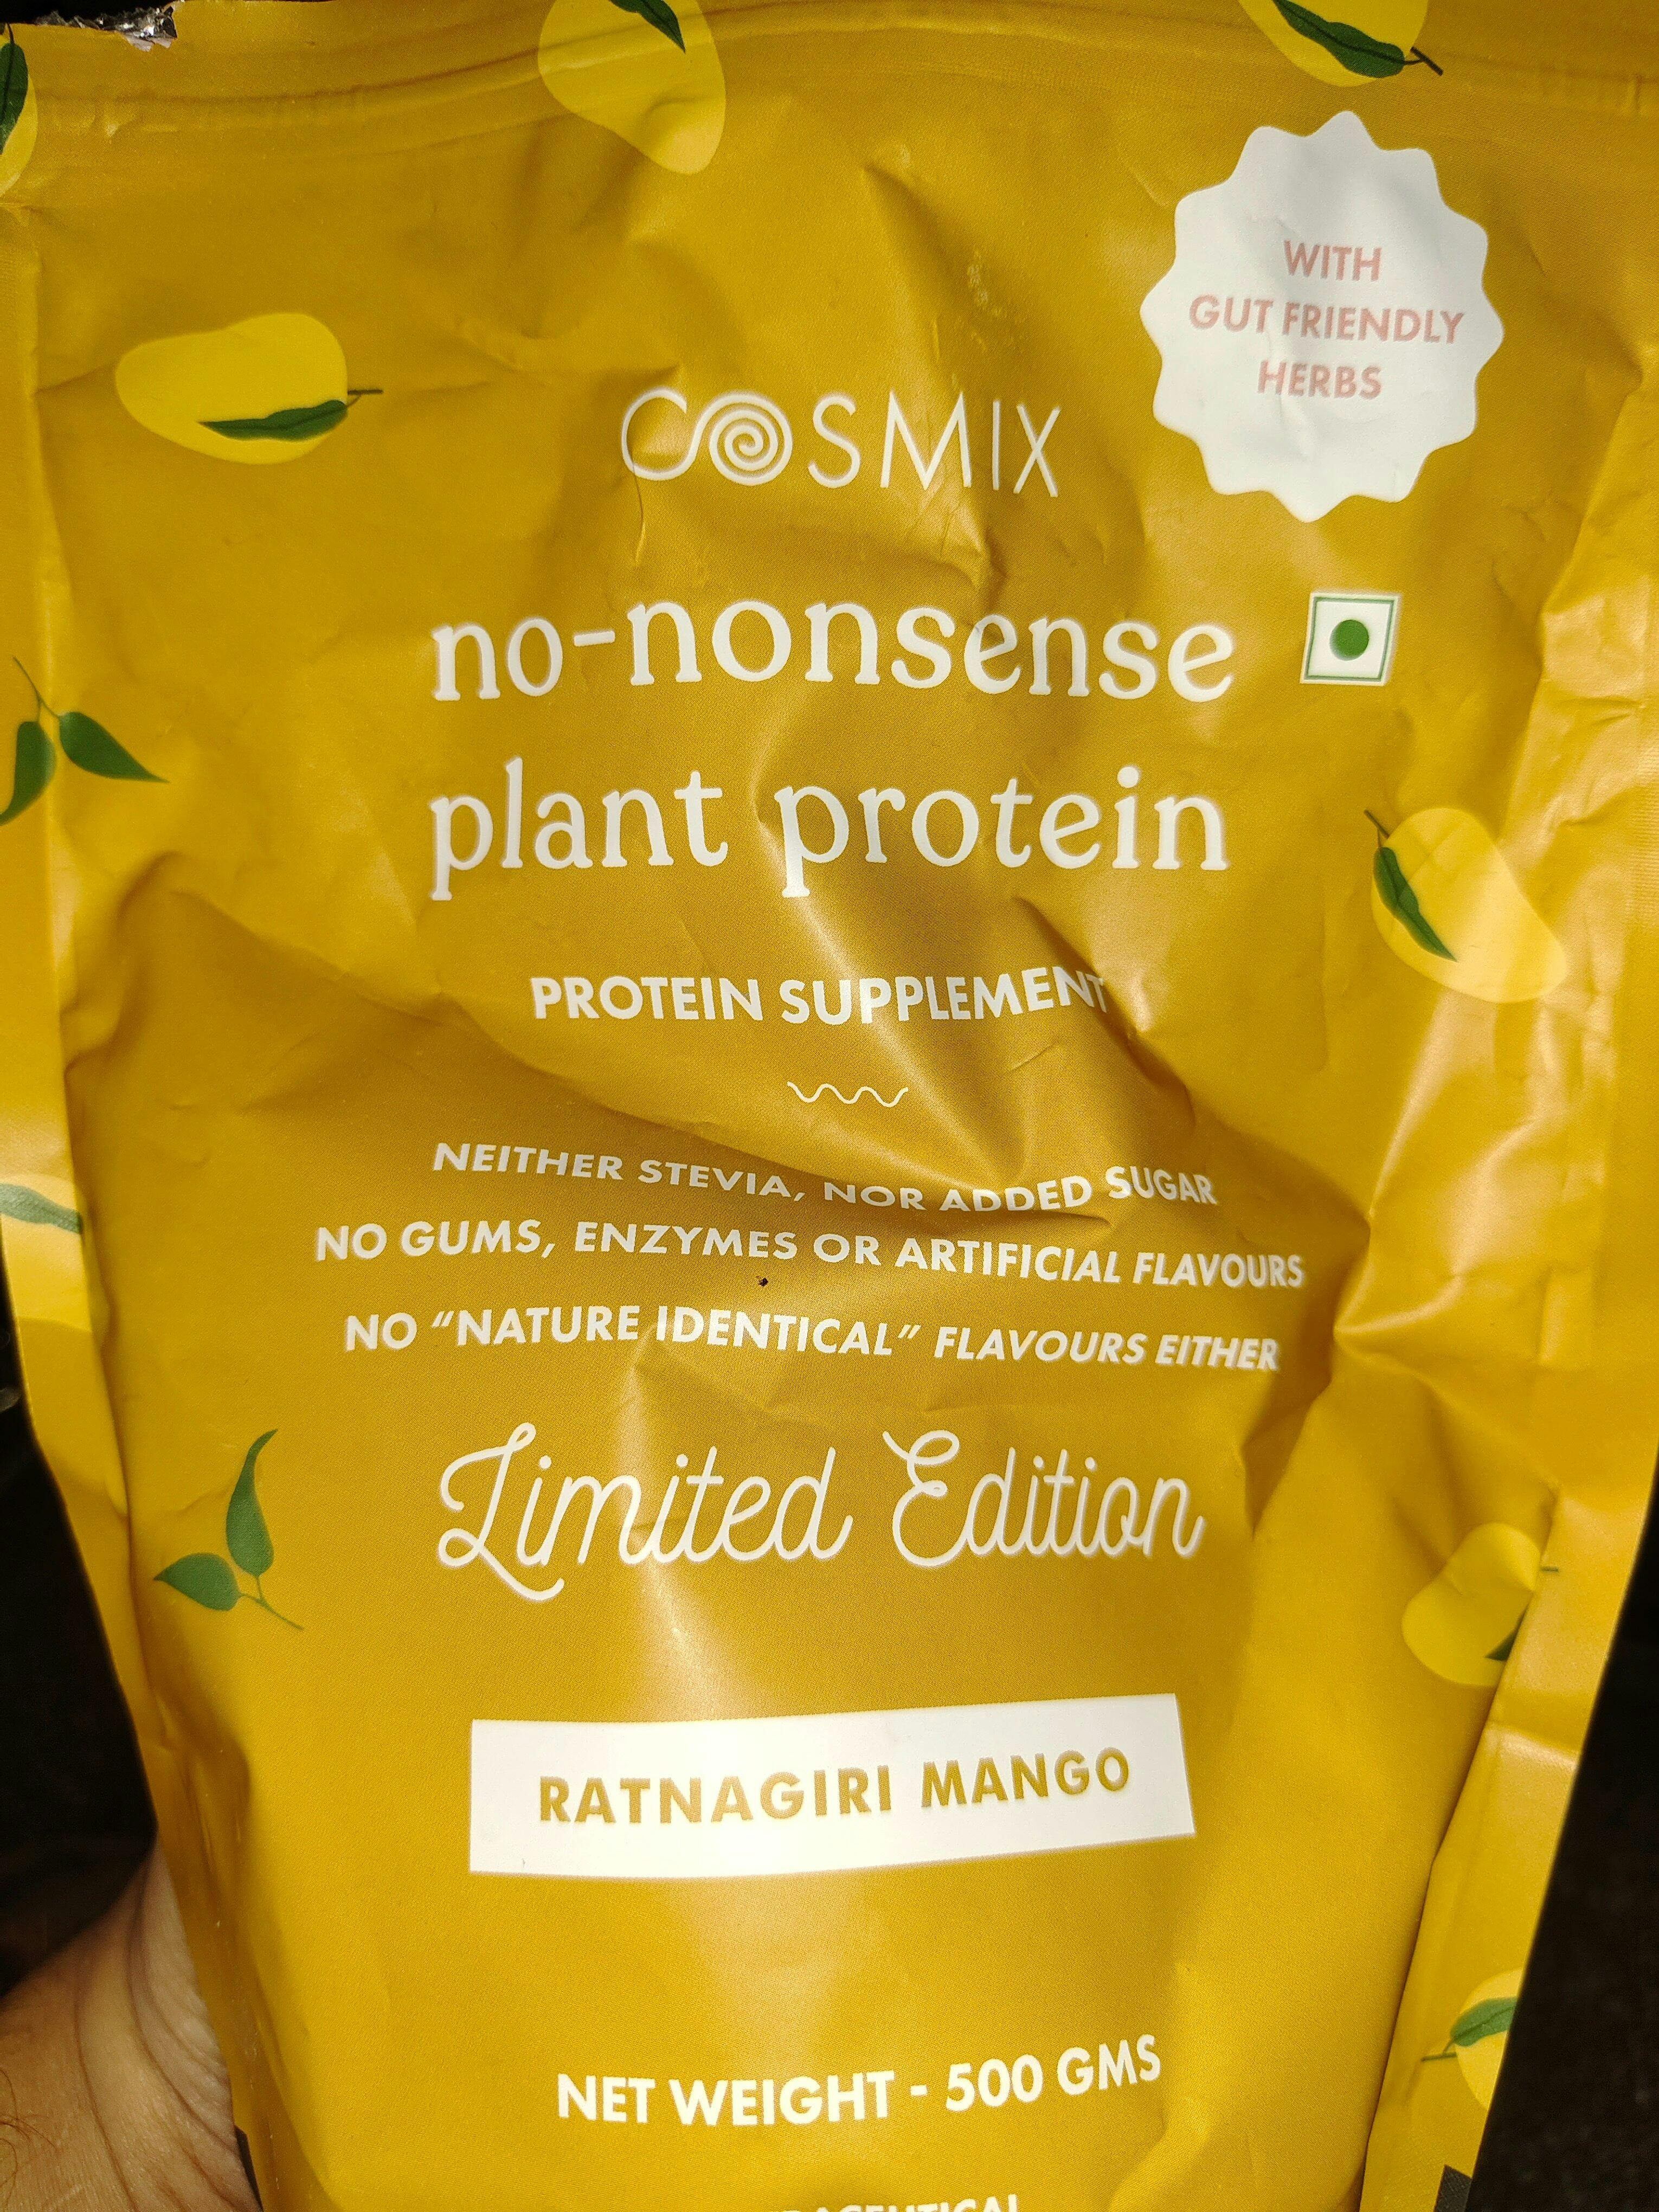 WITH
GUT FRIENDLY
HERBS
COSMIX
no-nonsense
plant protein
PROTEIN SUPPLEMENT
NEITHER STEVIA, NOR ADDED SUGAR
NO GUMS, ENZYMES OR ARTIFICIAL FLAVOURS
NO “NATURE IDENTICAL” FLAVOURS EITHER
Limited Edition
RATNAGIRI MANGO
NET WEIGHT - 500 GMS